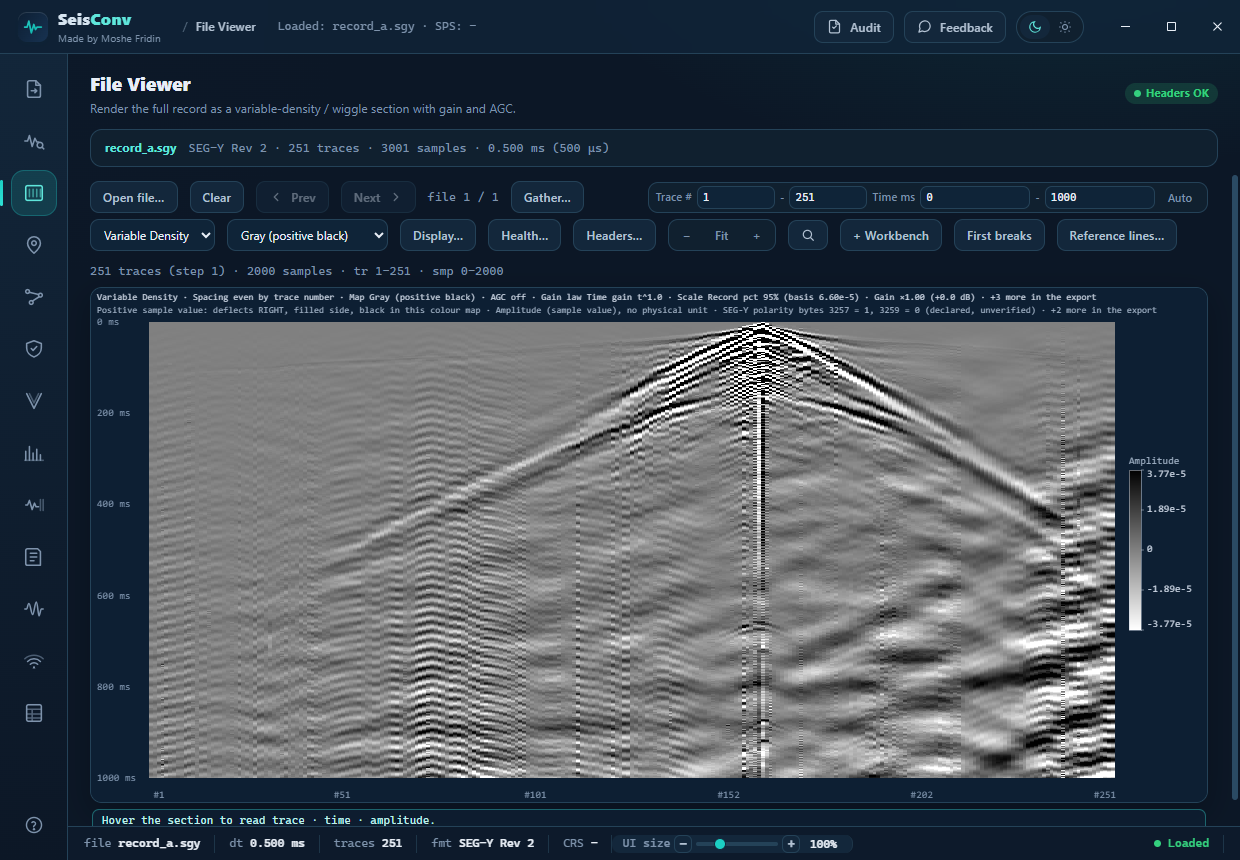 SeisConv
Made by Moshe Fridin
/ File Viewer
Loaded: record_a.sgy · SPS: −
Audit
Feedback
File Viewer
Render the full record as a variable-density / wiggle section with gain and AGC.
Headers OK
record_a.sgy SEG-Y Rev 2 · 251 traces · 3001 samples · 0.500 ms (500 µs)
Open file...
Clear
Prev
Next
file 1 / 1
Gather...
Trace # 1 - 251 Time ms 0 - 1000 Auto
Variable Density
Gray (positive black)
Display...
Health...
Headers...
− Fit +
+ Workbench
First breaks
Reference lines...
251 traces (step 1) · 2000 samples · tr 1–251 · smp 0–2000
Variable Density · Spacing even by trace number · Map Gray (positive black) · AGC off · Gain law Time gain t^1.0 · Scale Record pct 95% (basis 6.60e-5) · Gain ×1.00 (+0.0 dB) · +3 more in the export
Positive sample value: deflects RIGHT, filled side, black in this colour map · Amplitude (sample value), no physical unit · SEG-Y polarity bytes 3257 = 1, 3259 = 0 (declared, unverified) · +2 more in the export
0 ms
200 ms
400 ms
600 ms
800 ms
1000 ms
#1
#51
#101
#152
#202
#251
Amplitude
3.77e-5
1.89e-5
0
-1.89e-5
-3.77e-5
Hover the section to read trace · time · amplitude.
file record_a.sgy
dt 0.500 ms
traces 251
fmt SEG-Y Rev 2
CRS −
UI size − + 100%
Loaded